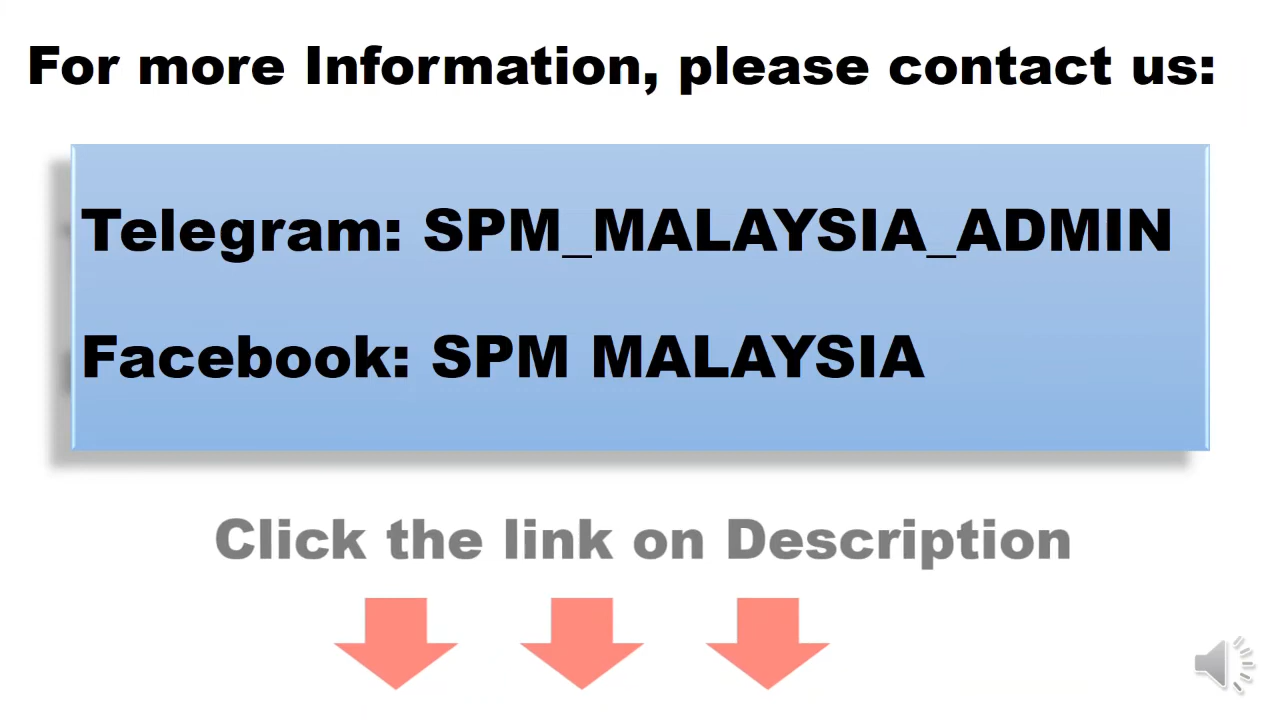 For more Information, please contact us:
Telegram: SPM_MALAYSIA_ADMIN
Facebook: SPM MALAYSIA
Click the link on Description